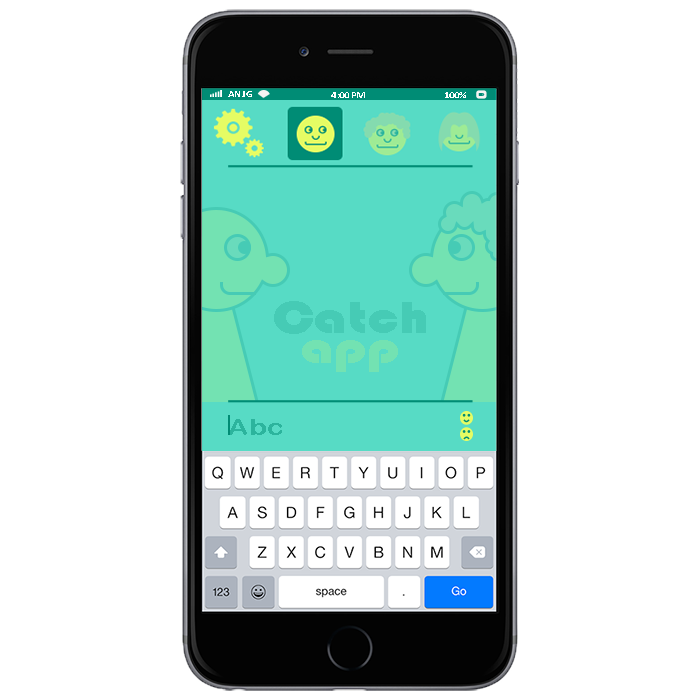 ANJG 4:00 PM 100%
Catch
app
Abc
Q W E R T Y U I O P
A S D F G H J K L
Z X C V B N M
123 space . Go